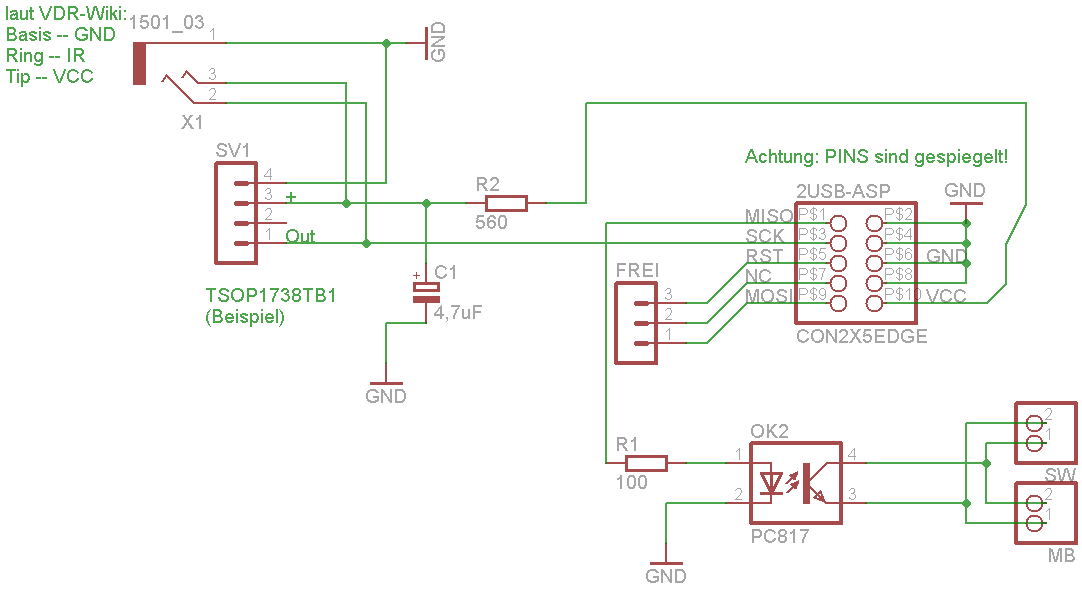 laut VDR-Wiki:
Basis -- GND
Ring -- IR
Tip -- VCC
1501_03
1
3
2
X1
GND
SV1
4
3
2
1
+
Out
TSOP1738TB1
(Beispiel)
R2
560
C1
+
4,7uF
GND
Achtung: PINS sind gespiegelt!
2USB-ASP
GND
MISO P$1 P$2
SCK P$3 P$4
RST P$5 P$6 GND
NC P$7 P$8
MOSI P$9 P$10 VCC
CON2X5EDGE
FREI
3
2
1
R1
100
OK2
1
2
4
3
PC817
GND
2
1
SW
2
1
MB